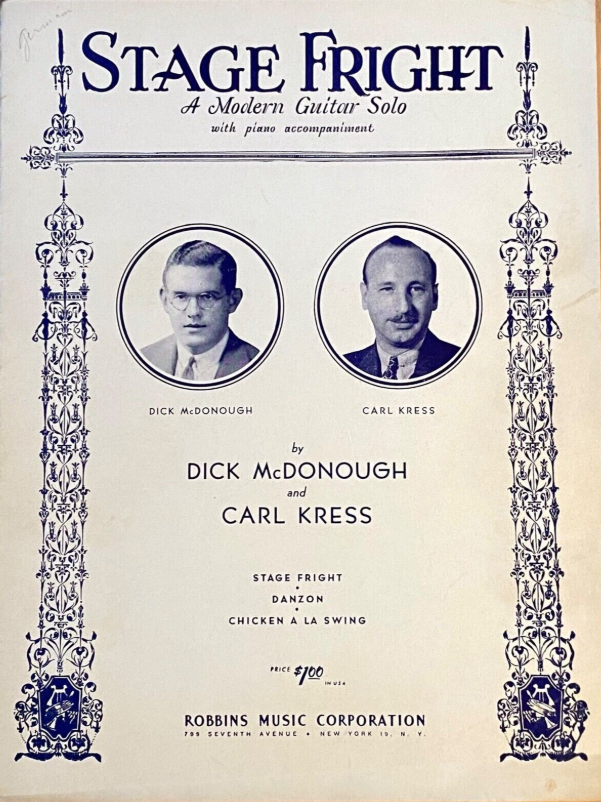 STAGE FRIGHT
A Modern Guitar Solo
with piano accompaniment
DICK McDONOUGH
CARL KRESS
by
DICK McDONOUGH
and
CARL KRESS
STAGE FRIGHT
•
DANZON
•
CHICKEN A LA SWING
PRICE $1.00 IN U.S.A.
ROBBINS MUSIC CORPORATION
799 SEVENTH AVENUE • NEW YORK 19, N. Y.